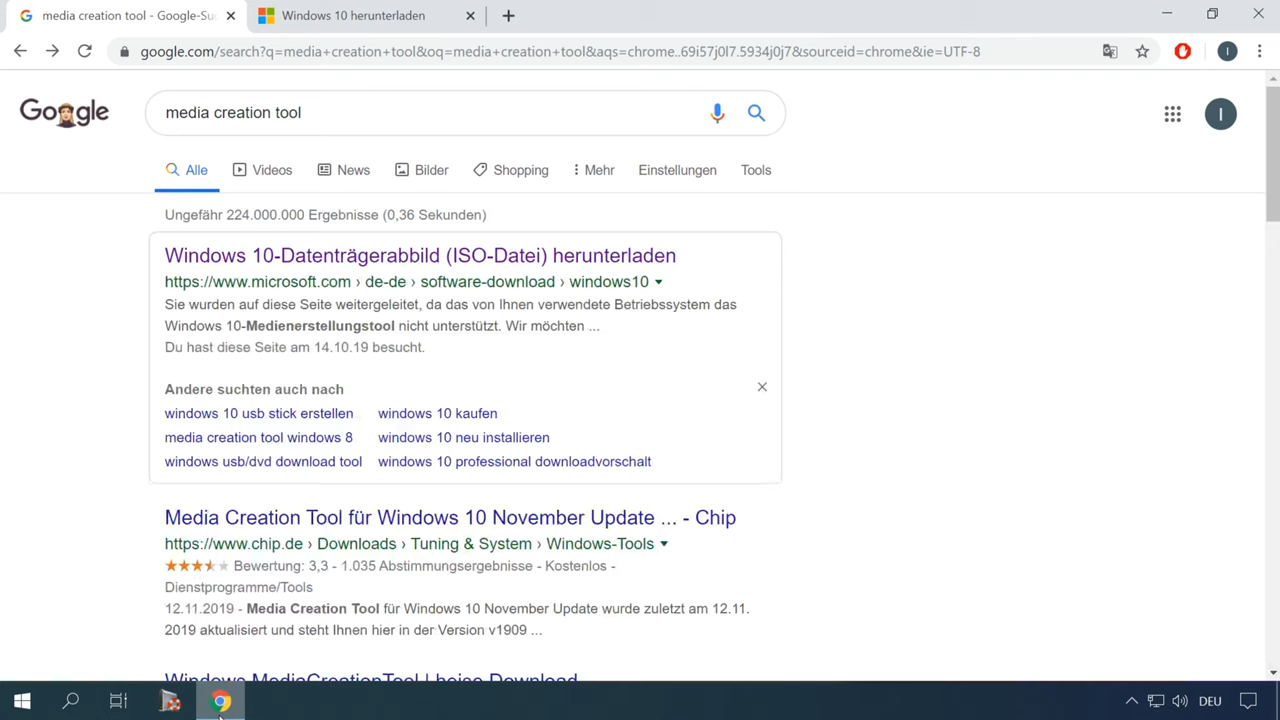 media creation tool - Google-Su
Windows 10 herunterladen
google.com/search?q=media+creation+tool&oq=media+creation+tool&aqs=chrome..69i57j0l7.5934j0j7&sourceid=chrome&ie=UTF-8
Google
media creation tool
I
Alle Videos News Bilder Shopping Mehr Einstellungen Tools
Ungefähr 224.000.000 Ergebnisse (0,36 Sekunden)
Windows 10-Datenträgerabbild (ISO-Datei) herunterladen
https://www.microsoft.com › de-de › software-download › windows10
Sie wurden auf diese Seite weitergeleitet, da das von Ihnen verwendete Betriebssystem das
Windows 10-Medienerstellungstool nicht unterstützt. Wir möchten ...
Du hast diese Seite am 14.10.19 besucht.
Andere suchten auch nach
windows 10 usb stick erstellen windows 10 kaufen
media creation tool windows 8 windows 10 neu installieren
windows usb/dvd download tool windows 10 professional downloadvorschalt
Media Creation Tool für Windows 10 November Update ... - Chip
https://www.chip.de › Downloads › Tuning & System › Windows-Tools
Bewertung: 3,3 - 1.035 Abstimmungsergebnisse - Kostenlos -
Dienstprogramme/Tools
12.11.2019 - Media Creation Tool für Windows 10 November Update wurde zuletzt am 12.11.
2019 aktualisiert und steht Ihnen hier in der Version v1909 ...
Windows MediaCreationTool | heise Download
DEU